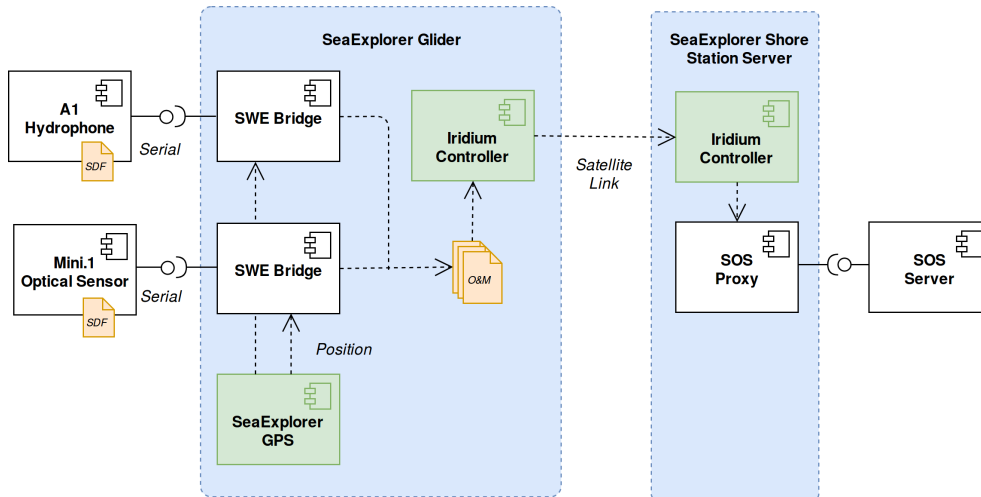 SeaExplorer Glider
SeaExplorer Shore
Station Server
A1
Hydrophone
SDF
Serial
SWE Bridge
Iridium
Controller
Satellite
Link
Iridium
Controller
Mini.1
Optical Sensor
SDF
Serial
SWE Bridge
O&M
SOS
Proxy
SOS
Server
Position
SeaExplorer
GPS